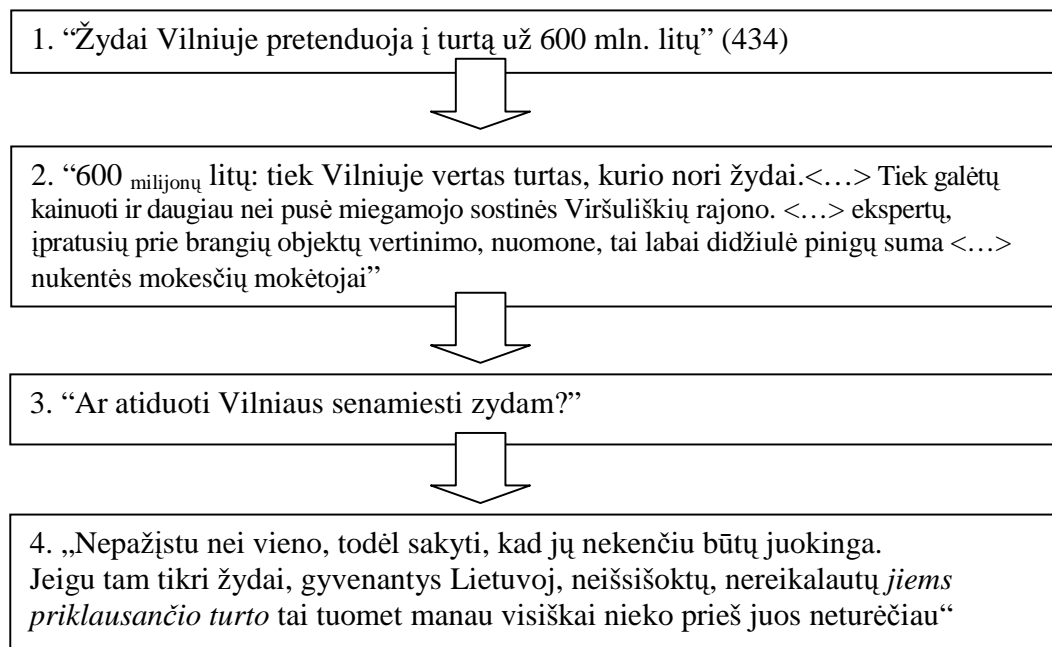 1. “Žydai Vilniuje pretenduoja į turtą už 600 mln. litų” (434)
2. “600 milijonų litų: tiek Vilniuje vertas turtas, kurio nori žydai.<…> Tiek galėtų
kainuoti ir daugiau nei pusė miegamojo sostinės Viršuliškių rajono. <…> ekspertų,
įpratusių prie brangių objektų vertinimo, nuomone, tai labai didžiulė pinigų suma <…>
nukentės mokesčių mokėtojai”
3. “Ar atiduoti Vilniaus senamiesti zydam?”
4. „Nepažįstu nei vieno, todėl sakyti, kad jų nekenčiu būtų juokinga.
Jeigu tam tikri žydai, gyvenantys Lietuvoj, neišsišoktų, nereikalautų jiems
priklausančio turto tai tuomet manau visiškai nieko prieš juos neturėčiau“